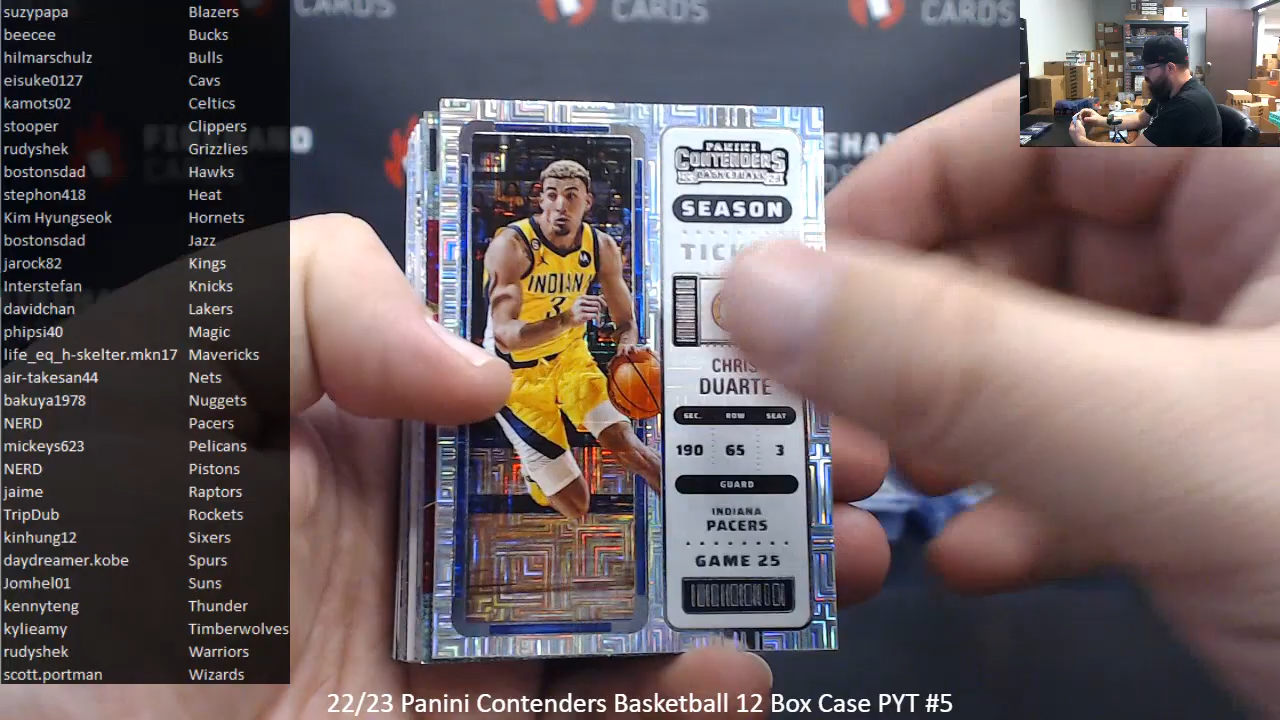 suzypapa Blazers
beecee Bucks
hilmarschulz Bulls
eisuke0127 Cavs
kamots02 Celtics
stooper Clippers
rudyshek Grizzlies
bostonsdad Hawks
stephon418 Heat
Kim Hyungseok Hornets
bostonsdad Jazz
jarock82 Kings
Interstefan Knicks
davidchan Lakers
phipsi40 Magic
life_eq_h-skelter.mkn17 Mavericks
air-takesan44 Nets
bakuya1978 Nuggets
NERD Pacers
mickeys623 Pelicans
NERD Pistons
jaime Raptors
TripDub Rockets
kinhung12 Sixers
daydreamer.kobe Spurs
Jomhel01 Suns
kennyteng Thunder
kylieamy Timberwolves
rudyshek Warriors
scott.portman Wizards
CARDS
CARDS
CARDS
CARDS
PANINI
CONTENDERS
BASKETBALL
SEASON
INDIANA
3
CHRIS
DUARTE
SEC. ROW SEAT
190 65 3
GUARD
INDIANA
PACERS
GAME 25
22/23 Panini Contenders Basketball 12 Box Case PYT #5